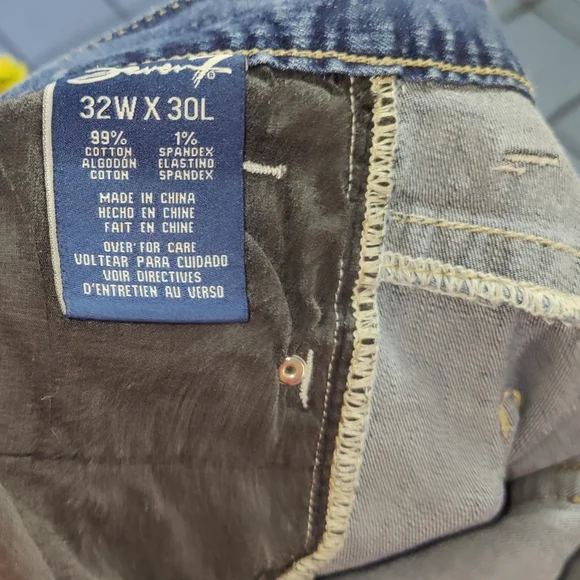 32W X 30L
99% 1%
COTTON SPANDEX
ALGODÓN ELASTINO
COTON SPANDEX
MADE IN CHINA
HECHO EN CHINE
FAIT EN CHINE
OVER FOR CARE
VOLTEAR PARA CUIDADO
VOIR DIRECTIVES
D'ENTRETIEN AU VERSO